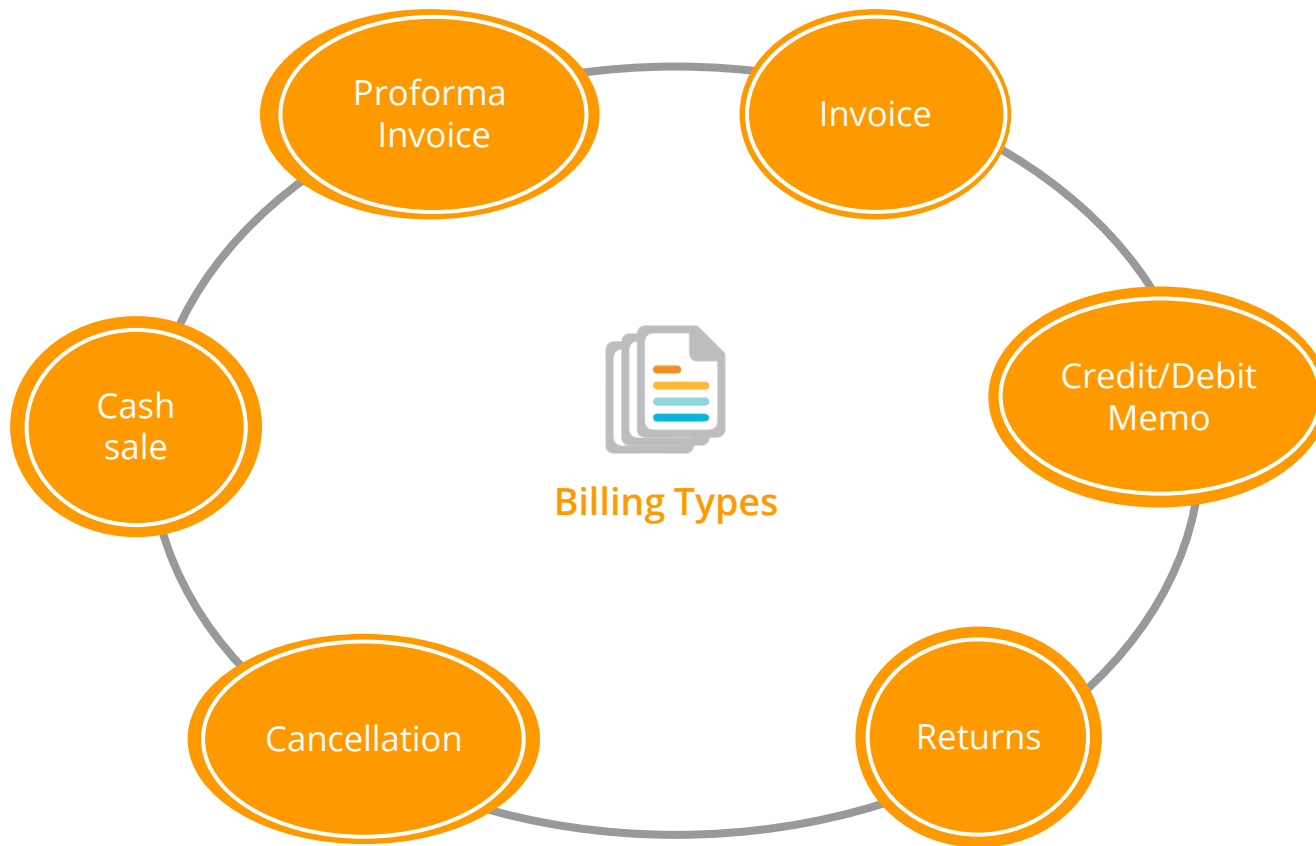 Proforma
Invoice
Invoice
Credit/Debit
Memo
Cash
sale
Billing Types
Cancellation
Returns